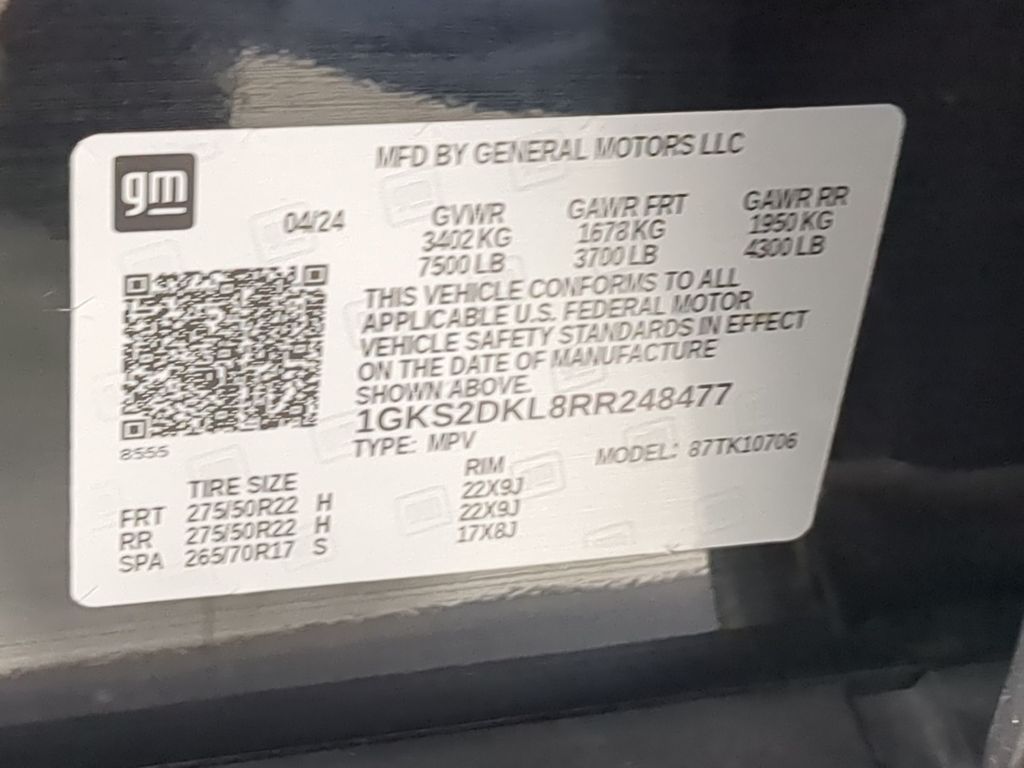 gm
MFD BY GENERAL MOTORS LLC
04/24 GVWR GAWR FRT GAWR RR
3402 KG 1678 KG 1950 KG
7500 LB 3700 LB 4300 LB
THIS VEHICLE CONFORMS TO ALL
APPLICABLE U.S. FEDERAL MOTOR
VEHICLE SAFETY STANDARDS IN EFFECT
ON THE DATE OF MANUFACTURE
SHOWN ABOVE.
1GKS2DKL8RR248477
8555
TYPE: MPV MODEL: 87TK10706
TIRE SIZE RIM
FRT 275/50R22 H 22X9J
RR 275/50R22 H 22X9J
SPA 265/70R17 S 17X8J